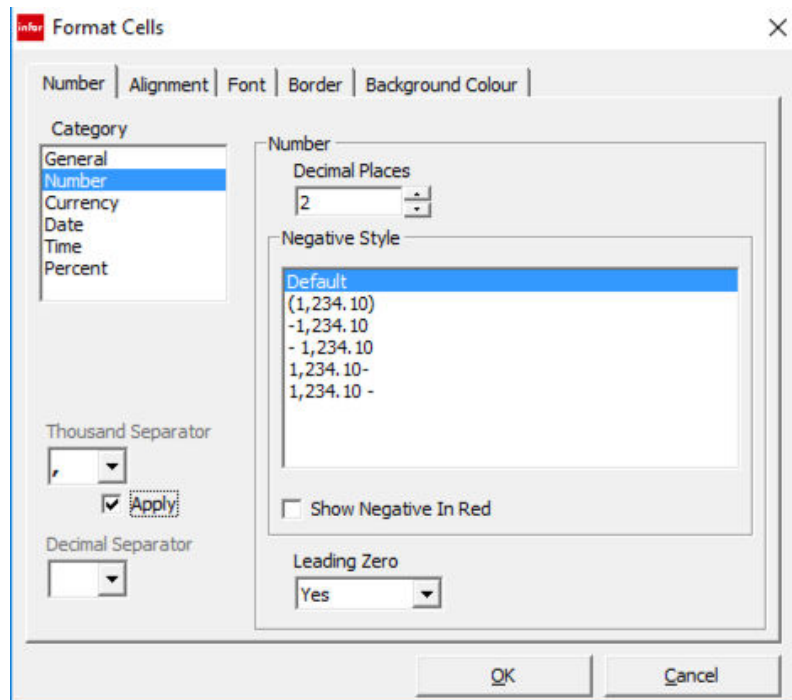 infor Format Cells
Number Alignment Font Border Background Colour
Category
General
Number
Currency
Date
Time
Percent
Thousand Separator
,
Apply
Decimal Separator
Number
Decimal Places
2
Negative Style
Default
(1,234.10)
-1,234.10
- 1,234.10
1,234.10-
1,234.10 -
Show Negative In Red
Leading Zero
Yes
OK Cancel